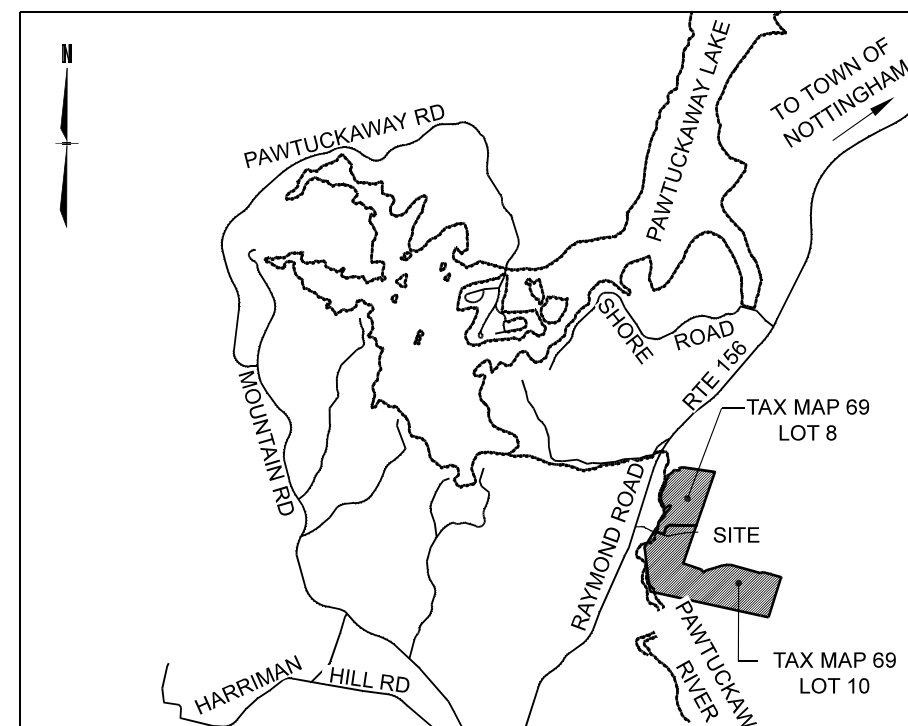 N
PAWTUCKAWAY RD
PAWTUCKAWAY LAKE
TO TOWN OF
NOTTINGHAM
SHORE
ROAD
RTE 156
MOUNTAIN RD
TAX MAP 69
LOT 8
RAYMOND ROAD
SITE
HARRIMAN
HILL RD
PAWTUCKAW
RIVER
TAX MAP 69
LOT 10